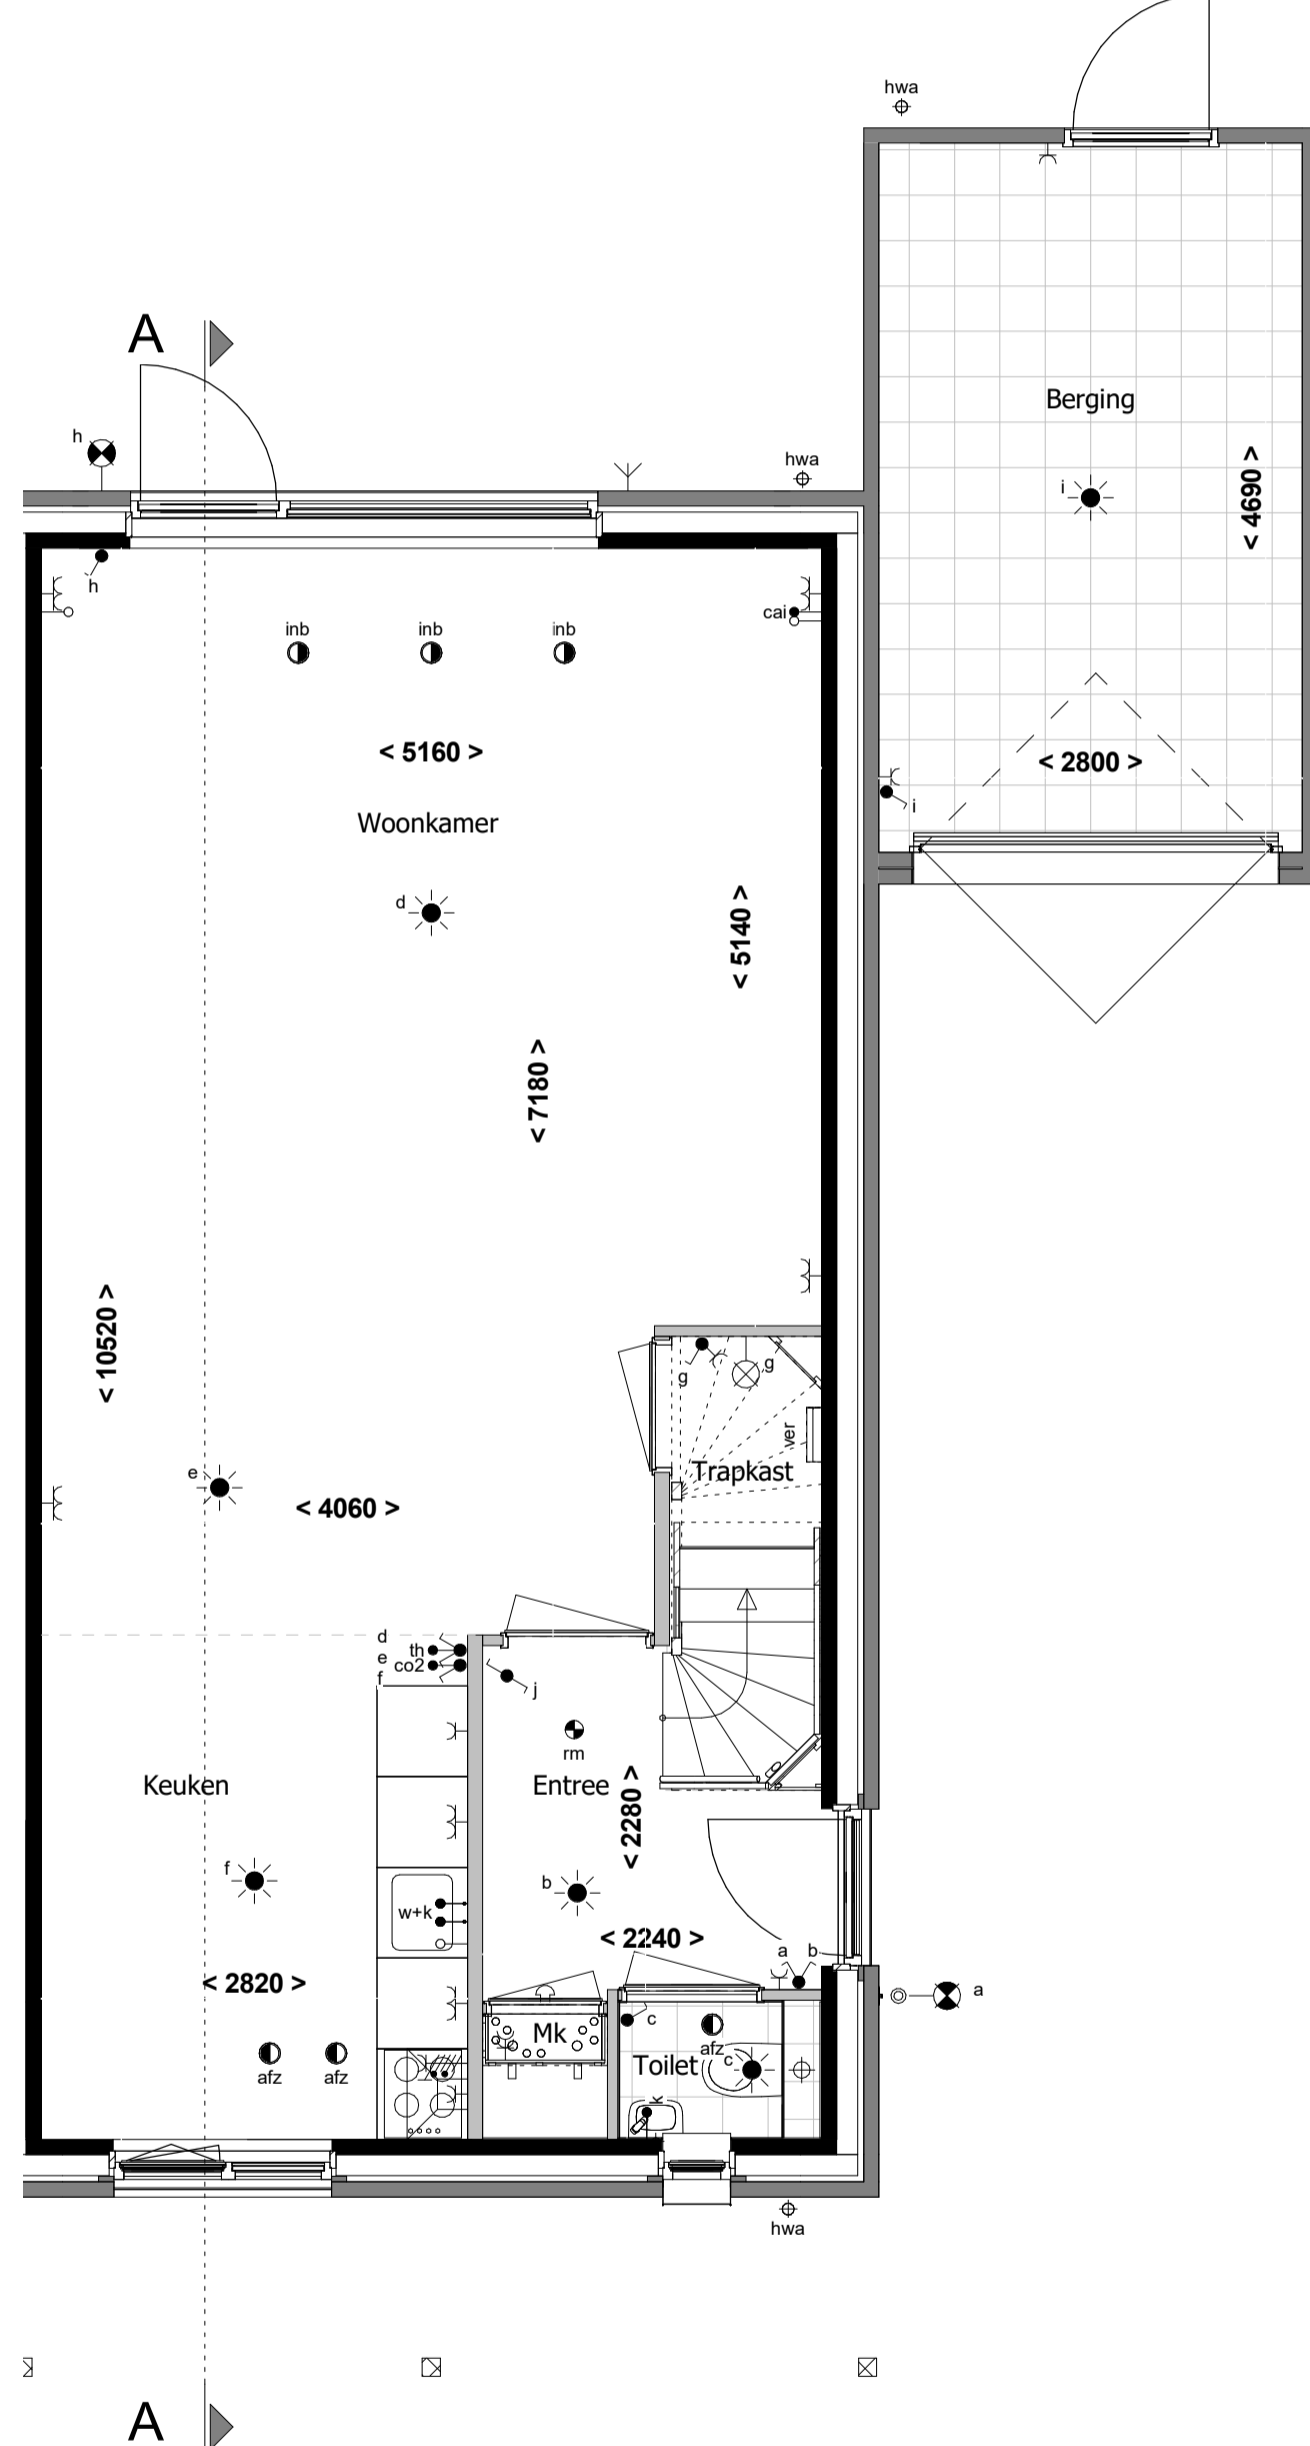 hwa
A
Berging
h
hwa
i
< 4690 >
h
cai
inb inb inb
< 5160 >
< 2800 >
i
Woonkamer
d
< 5140 >
< 7180 >
< 10520 >
g
g
ver
Trapkast
e
< 4060 >
d
th
e
co2
f
j
rm
Keuken
Entree
< 2280 >
f
b
w+k
< 2240 >
a b
< 2820 >
a
c
Mk
afz
c
Toilet
afz afz
k
hwa
A